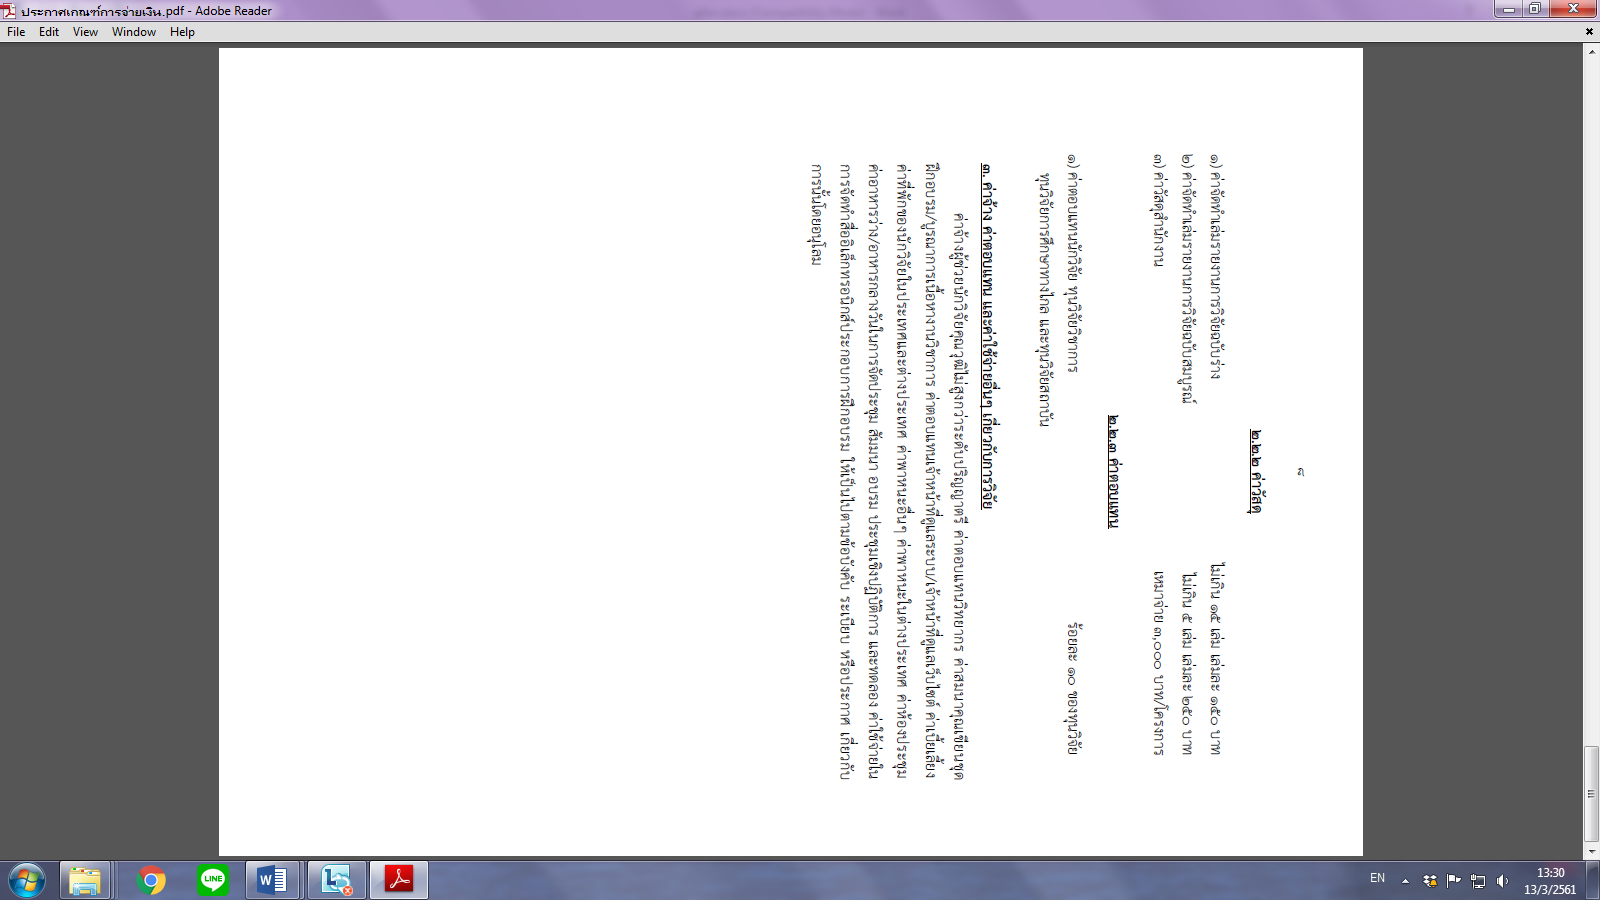 ประกาศเกณฑ์การจ่ายเงิน.pdf - Adobe Reader
File Edit View Window Help
๕
๒.๒.๒ ค่าวัสดุ
๑) ค่าจัดทำเล่มรายงานการวิจัยฉบับร่าง ไม่เกิน ๑๕ เล่ม เล่มละ ๑๕๐ บาท
๒) ค่าจัดทำเล่มรายงานการวิจัยฉบับสมบูรณ์ ไม่เกิน ๕ เล่ม เล่มละ ๒๕๐ บาท
๓) ค่าวัสดุสำนักงาน เหมาจ่าย ๓,๐๐๐ บาท/โครงการ
๒.๒.๓ ค่าตอบแทน
๑) ค่าตอบแทนนักวิจัย ทุนวิจัยวิชาการ ร้อยละ ๑๐ ของทุนวิจัย
ทุนวิจัยการศึกษาทางไกล และทุนวิจัยสถาบัน
๓. ค่าจ้าง ค่าตอบแทน และค่าใช้จ่ายอื่นๆ เกี่ยวกับการวิจัย
ค่าจ้างผู้ช่วยนักวิจัยคุณวุฒิไม่สูงกว่าระดับปริญญาตรี ค่าตอบแทนวิทยากร ค่าสมนาคุณเขียนชุด
ฝึกอบรม/บูรณาการเนื้อหางานวิชาการ ค่าตอบแทนเจ้าหน้าที่ดูแลระบบ/เจ้าหน้าที่ดูแลเว็บไซต์ ค่าเบี้ยเลี้ยง
ค่าที่พักของนักวิจัยในประเทศและต่างประเทศ ค่าพาหนะอื่นๆ ค่าพาหนะในต่างประเทศ ค่าห้องประชุม
ค่าอาหารว่าง/อาหารกลางวันในการจัดประชุม สัมมนา อบรม ประชุมเชิงปฏิบัติการ และทดลอง ค่าใช้จ่ายใน
การจัดทำสื่ออิเล็กทรอนิกส์ประกอบการฝึกอบรม ให้เป็นไปตามข้อบังคับ ระเบียบ หรือประกาศ เกี่ยวกับ
การนั้นโดยอนุโลม
LINE
EN
13:30
13/3/2561